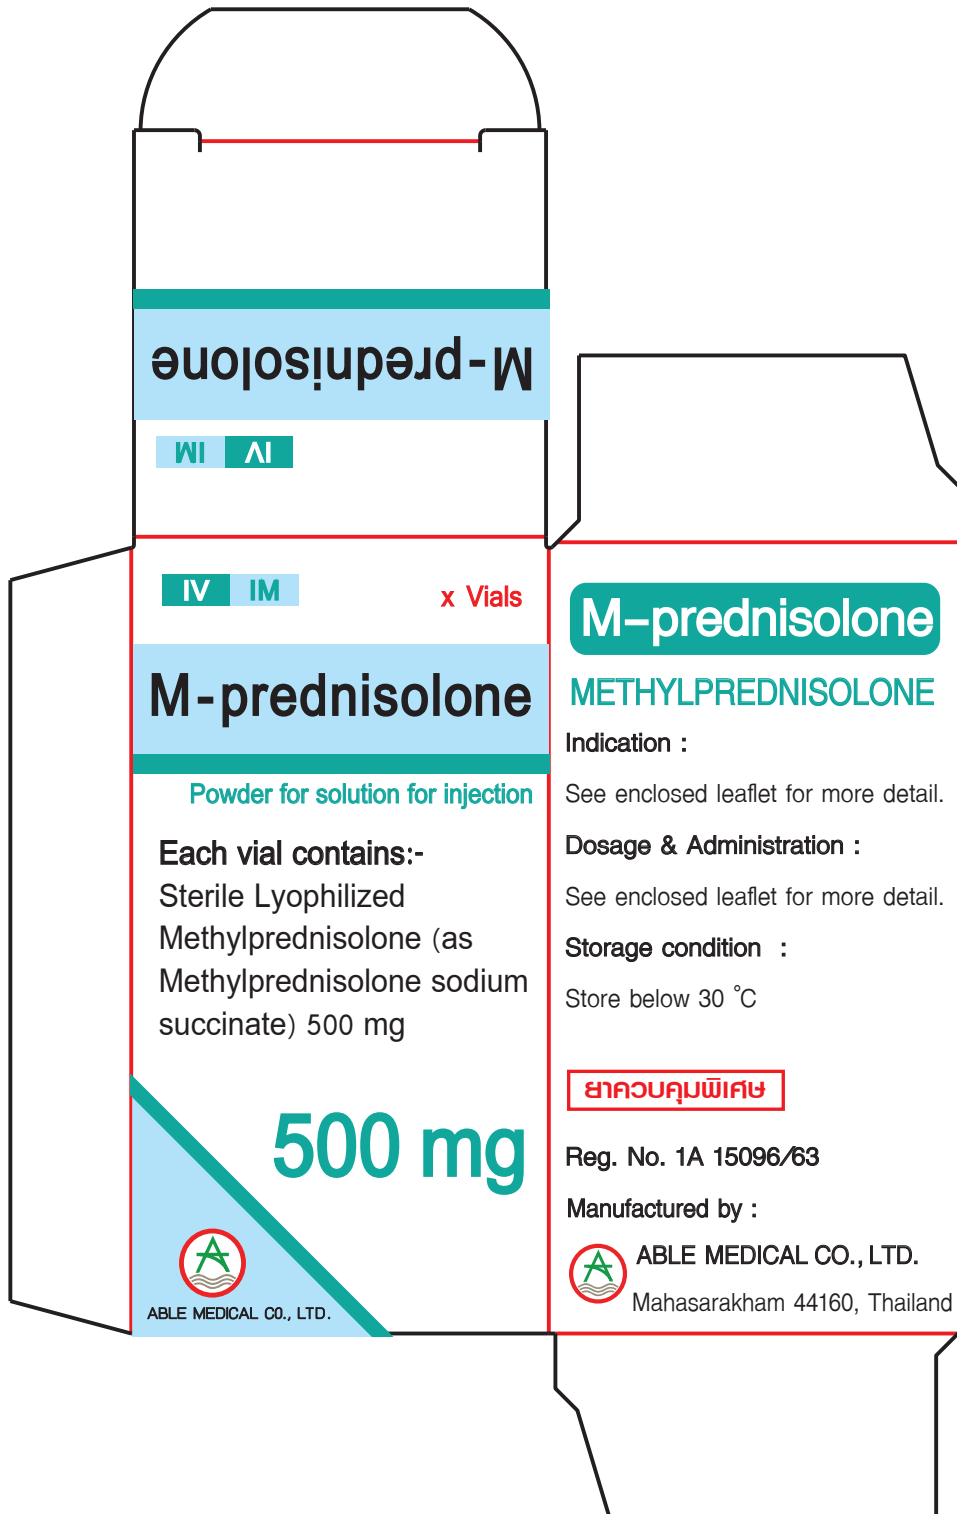 M-prednisolone
IV IM
IV IM
x Vials
M-prednisolone
Powder for solution for injection
Each vial contains:-
Sterile Lyophilized
Methylprednisolone (as
Methylprednisolone sodium
succinate) 500 mg
500 mg
ABLE MEDICAL CO., LTD.
M-prednisolone
METHYLPREDNISOLONE
Indication :
See enclosed leaflet for more detail.
Dosage & Administration :
See enclosed leaflet for more detail.
Storage condition :
Store below 30 °C
ยาควบคุมพิเศษ
Reg. No. 1A 15096/63
Manufactured by :
ABLE MEDICAL CO., LTD.
Mahasarakham 44160, Thailand